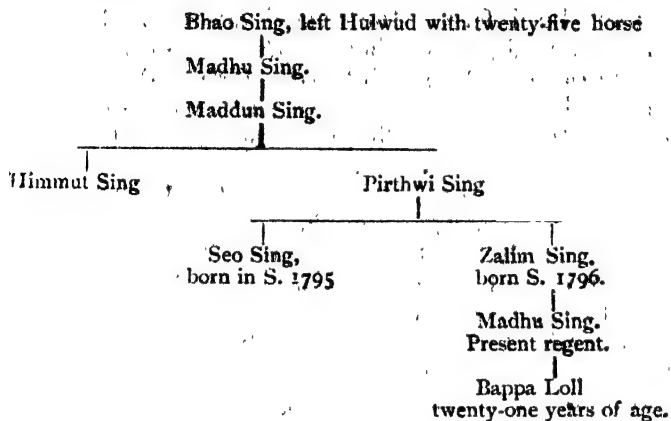 Bhao Sing, left Hulwud with twenty-five horse
Madhu Sing.
Maddun Sing.
Himmut Sing
Pirthwi Sing
Seo Sing,
born in S. 1795
Zalim Sing.
born S. 1796.
Madhu Sing.
Present regent.
Bappa Loll
twenty-one years of age.